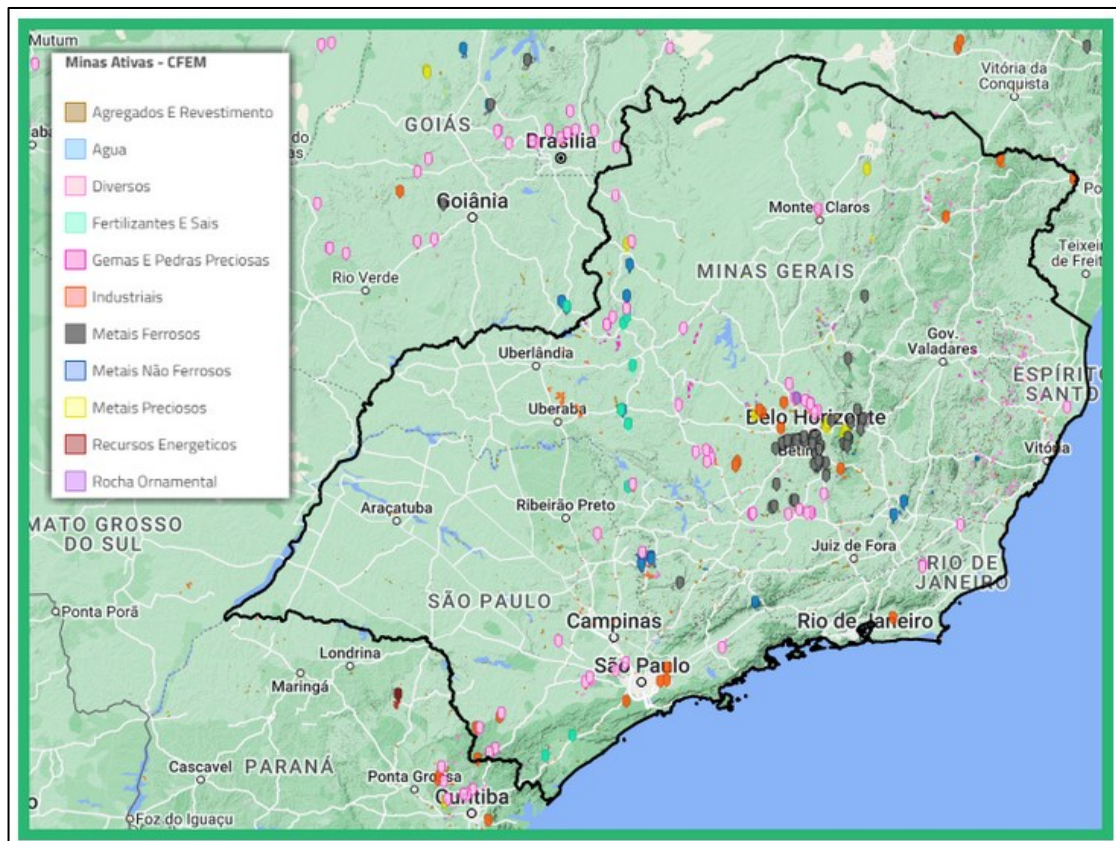 Mutum
Minas Ativas - CFEM
Agregados E Revestimento
Agua
Diversos
Fertilizantes E Sais
Gemas E Pedras Preciosas
Industriais
Metais Ferrosos
Metais Não Ferrosos
Metais Preciosos
Recursos Energeticos
Rocha Ornamental
Vitória da
Conquista
GOIÁS
Brasília
Goiânia
Montes Claros
Teixeira
de Freit
Rio Verde
MINAS GERAIS
Gov.
Valadares
Uberlândia
ESPÍRITO
SANTO
Uberaba
Belo Horizonte
Betim
Vitória
Araçatuba
Ribeirão Preto
MATO GROSSO
DO SUL
Juiz de Fora
RIO DE
JANEIRO
Ponta Porã
SÃO PAULO
Campinas
Rio de Janeiro
Londrina
São Paulo
Maringá
Cascavel
PARANÁ
Ponta Grossa
Curitiba
Foz do Iguaçu